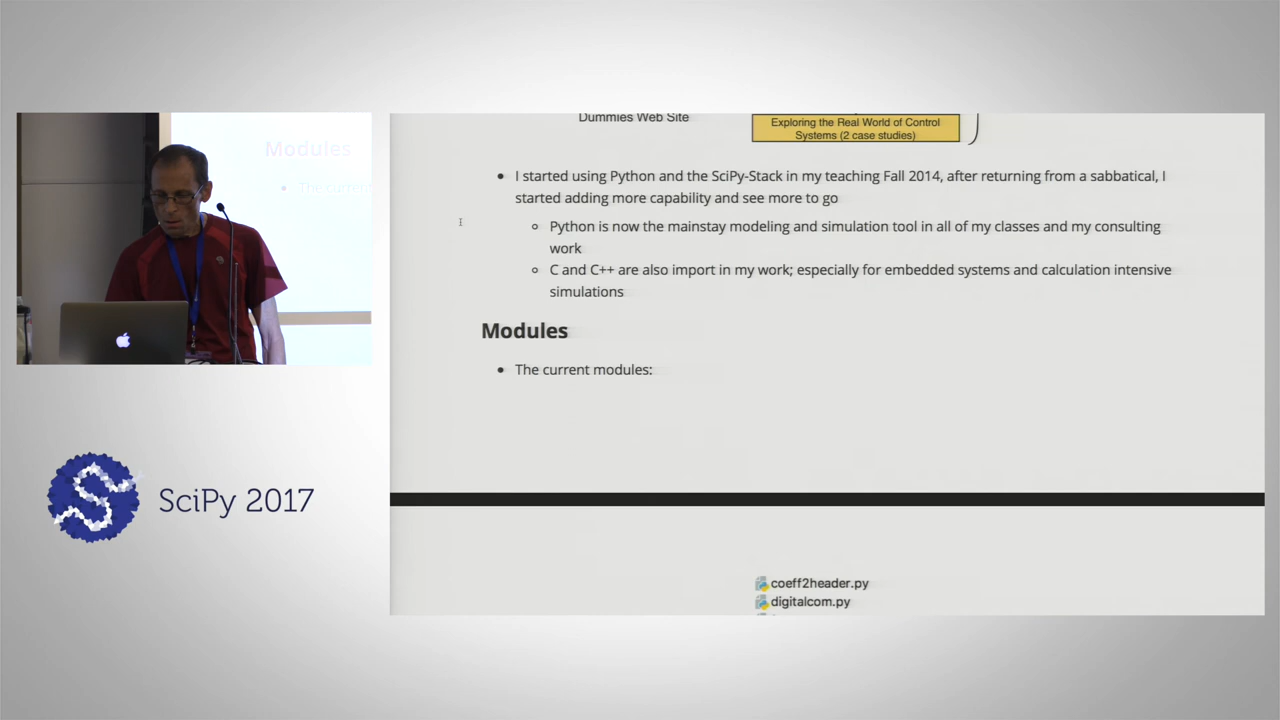 Modules
The current
SciPy 2017
Dummies Web Site
Exploring the Real World of Control
Systems (2 case studies)
I started using Python and the SciPy-Stack in my teaching Fall 2014, after returning from a sabbatical, I
started adding more capability and see more to go
Python is now the mainstay modeling and simulation tool in all of my classes and my consulting
work
C and C++ are also import in my work; especially for embedded systems and calculation intensive
simulations
Modules
The current modules:
coeff2header.py
digitalcom.py